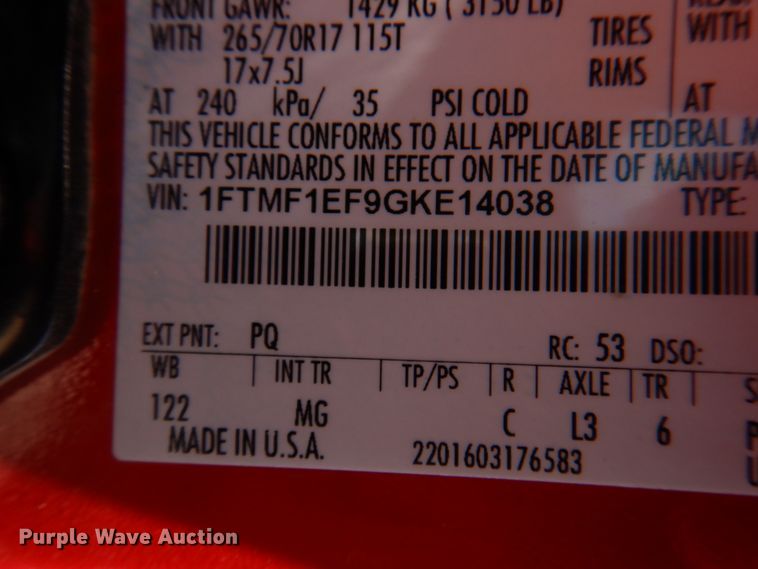 FRONT GAWR: 1429 KG ( 3150 LB)
WITH 265/70R17 115T TIRES WITH
17x7.5J RIMS
AT 240 kPa/ 35 PSI COLD AT
THIS VEHICLE CONFORMS TO ALL APPLICABLE FEDERAL M
SAFETY STANDARDS IN EFFECT ON THE DATE OF MANUFA
VIN: 1FTMF1EF9GKE14038 TYPE:
EXT PNT: PQ RC: 53 DSO:
WB INT TR TP/PS R AXLE TR S
122 MG C L3 6
MADE IN U.S.A. 2201603176583
Purple Wave Auction